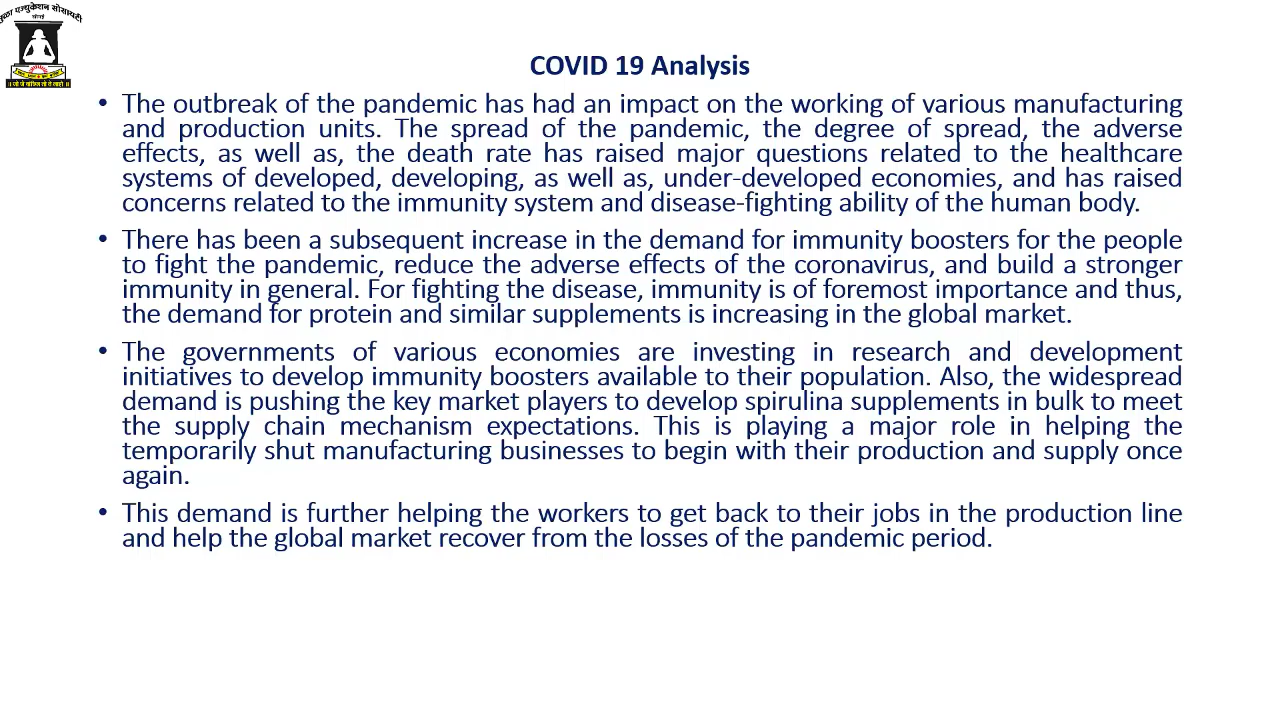 एज्युकेशन सोसायटी
COVID 19 Analysis
• The outbreak of the pandemic has had an impact on the working of various manufacturing
and production units. The spread of the pandemic, the degree of spread, the adverse
effects, as well as, the death rate has raised major questions related to the healthcare
systems of developed, developing, as well as, under-developed economies, and has raised
concerns related to the immunity system and disease-fighting ability of the human body.
• There has been a subsequent increase in the demand for immunity boosters for the people
to fight the pandemic, reduce the adverse effects of the coronavirus, and build a stronger
immunity in general. For fighting the disease, immunity is of foremost importance and thus,
the demand for protein and similar supplements is increasing in the global market.
• The governments of various economies are investing in research and development
initiatives to develop immunity boosters available to their population. Also, the widespread
demand is pushing the key market players to develop spirulina supplements in bulk to meet
the supply chain mechanism expectations. This is playing a major role in helping the
temporarily shut manufacturing businesses to begin with their production and supply once
again.
• This demand is further helping the workers to get back to their jobs in the production line
and help the global market recover from the losses of the pandemic period.